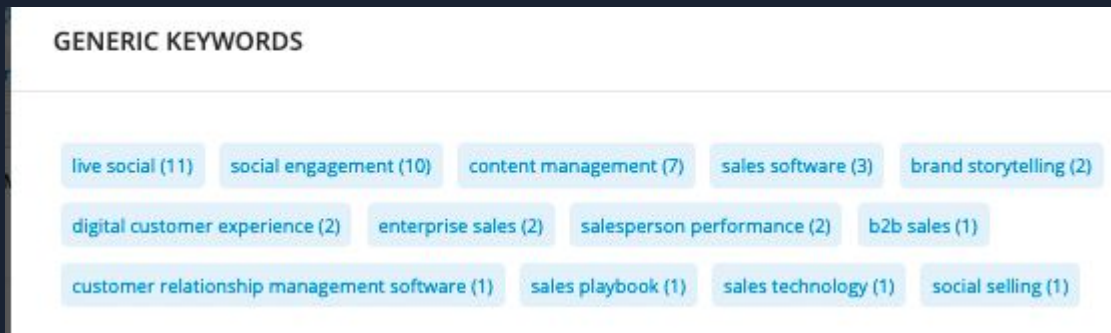 GENERIC KEYWORDS
live social (11) social engagement (10) content management (7) sales software (3) brand storytelling (2)
digital customer experience (2) enterprise sales (2) salesperson performance (2) b2b sales (1)
customer relationship management software (1) sales playbook (1) sales technology (1) social selling (1)